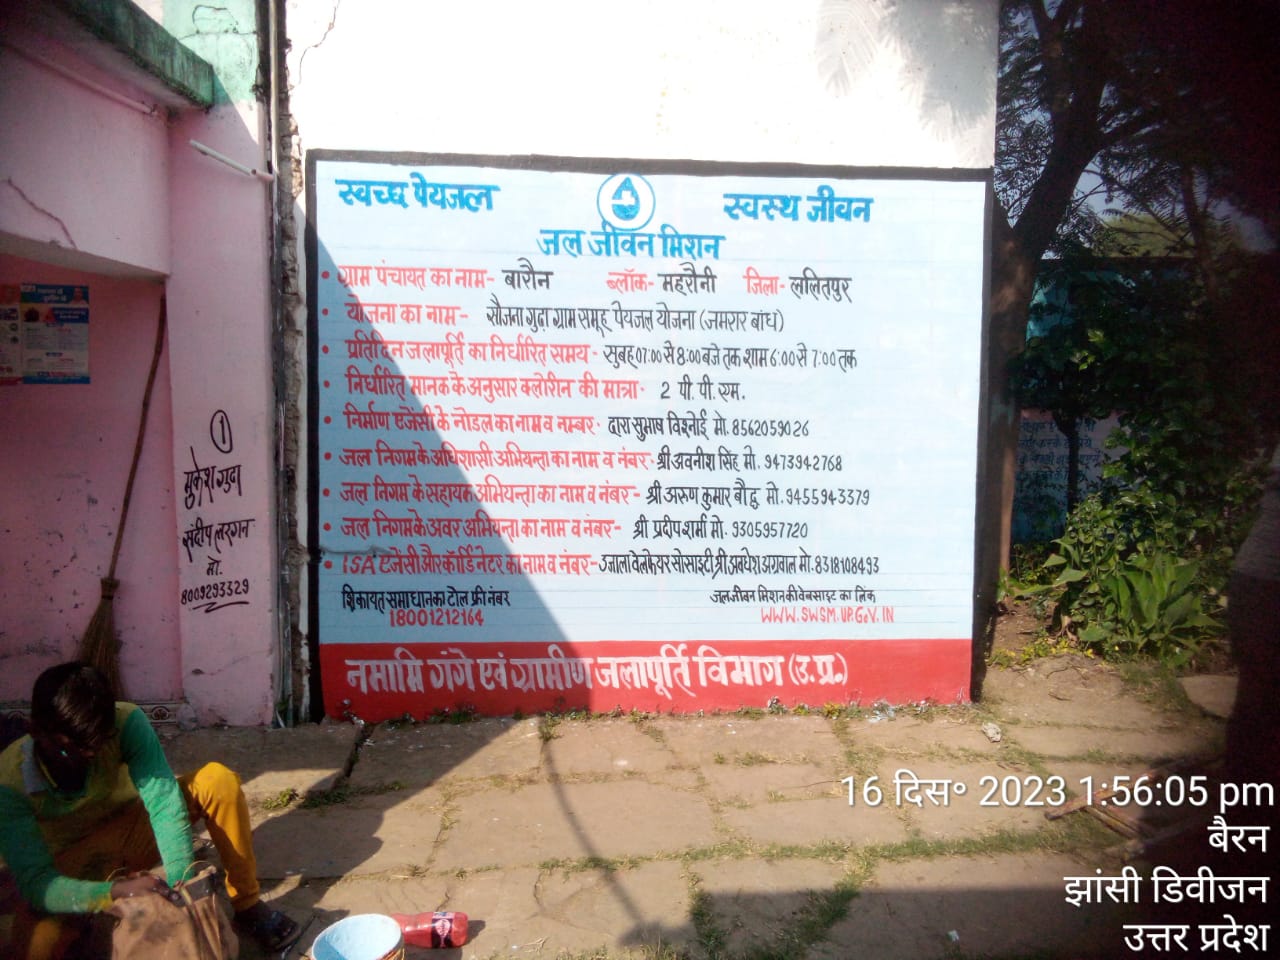 स्वच्छ पेयजल
स्वस्थ जीवन
जल जीवन मिशन
• ग्राम पंचायत का नाम- बारौन ब्लॉक- महरौनी जिला- ललितपुर
• योजना का नाम- सौजना गुढ़ा ग्राम समूह पेयजल योजना (जमरार बांध)
• प्रतिदिन जलापूर्ति का निर्धारित समय- सुबह 07:00 से 8:00 बजे तक शाम 6:00 से 7:00 तक
• निर्धारित मानक के अनुसार क्लोरीन की मात्रा- 2 पी. पी. एम.
• निर्माण एजेंसी के नोडल का नाम व नम्बर- द्वारा सुभाष विश्नोई मो. 8562059026
• जल निगम के अधिशासी अभियन्ता का नाम व नंबर- श्री अवनीश सिंह मो. 9473942768
• जल निगम के सहायक अभियन्ता का नाम व नंबर- श्री अरुण कुमार बौद्ध मो. 9455943379
• जल निगम के अवर अभियन्ता का नाम व नंबर- श्री प्रदीप शर्मा मो. 9305957720
• ISA एजेंसी और कॉर्डिनेटर का नाम व नंबर- उजाला वेलफेयर सोसाइटी श्री अवधेश अग्रवाल मो. 8318108493
शिकायत समाधान का टोल फ्री नंबर
18001212164
जल जीवन मिशन की वेबसाइट का लिंक
WWW.SWSM.UP.GoV.IN
नमामि गंगे एवं ग्रामीण जलापूर्ति विभाग (उ.प्र.)
1
मुकेश गुढ़ा
संदीप लरगन
मो.
8009293329
16 दिस॰ 2023 1:56:05 pm
बैरन
झांसी डिवीजन
उत्तर प्रदेश